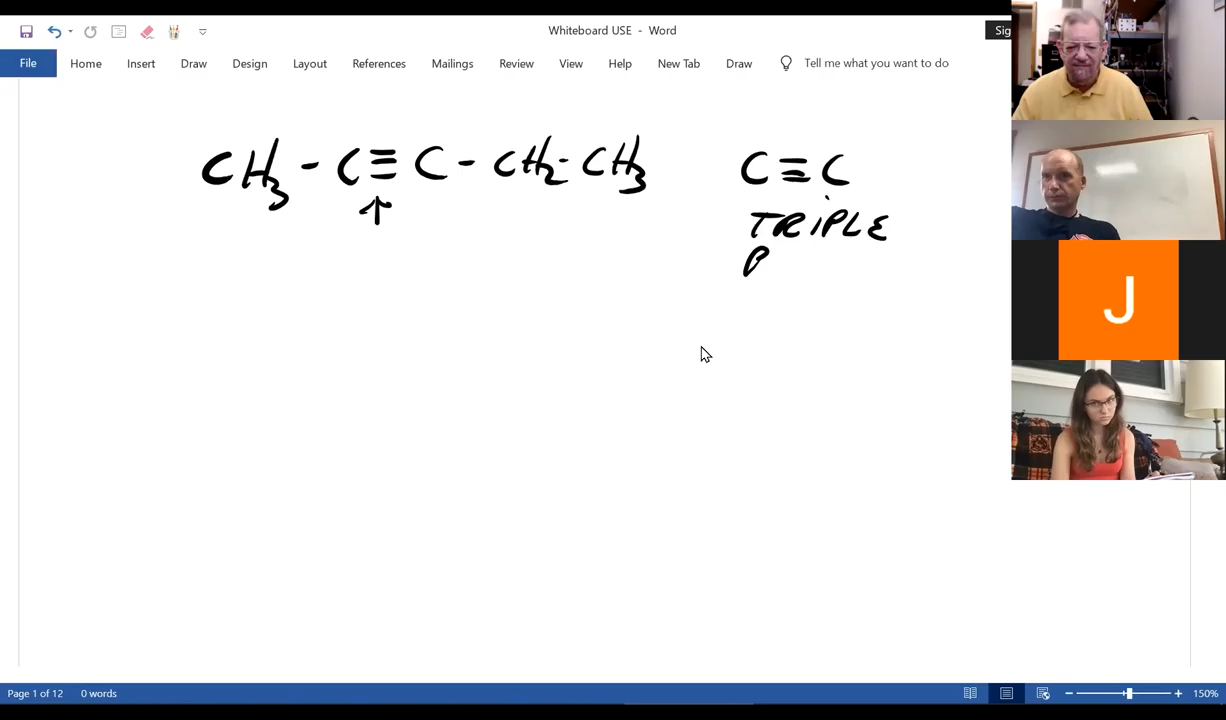 Whiteboard USE - Word
Sig
File Home Insert Draw Design Layout References Mailings Review View Help New Tab Draw Tell me what you want to do
CH3 - C≡C - CH2 - CH3
C≡C
↑
TRIPLE
J
Page 1 of 12 0 words
150%